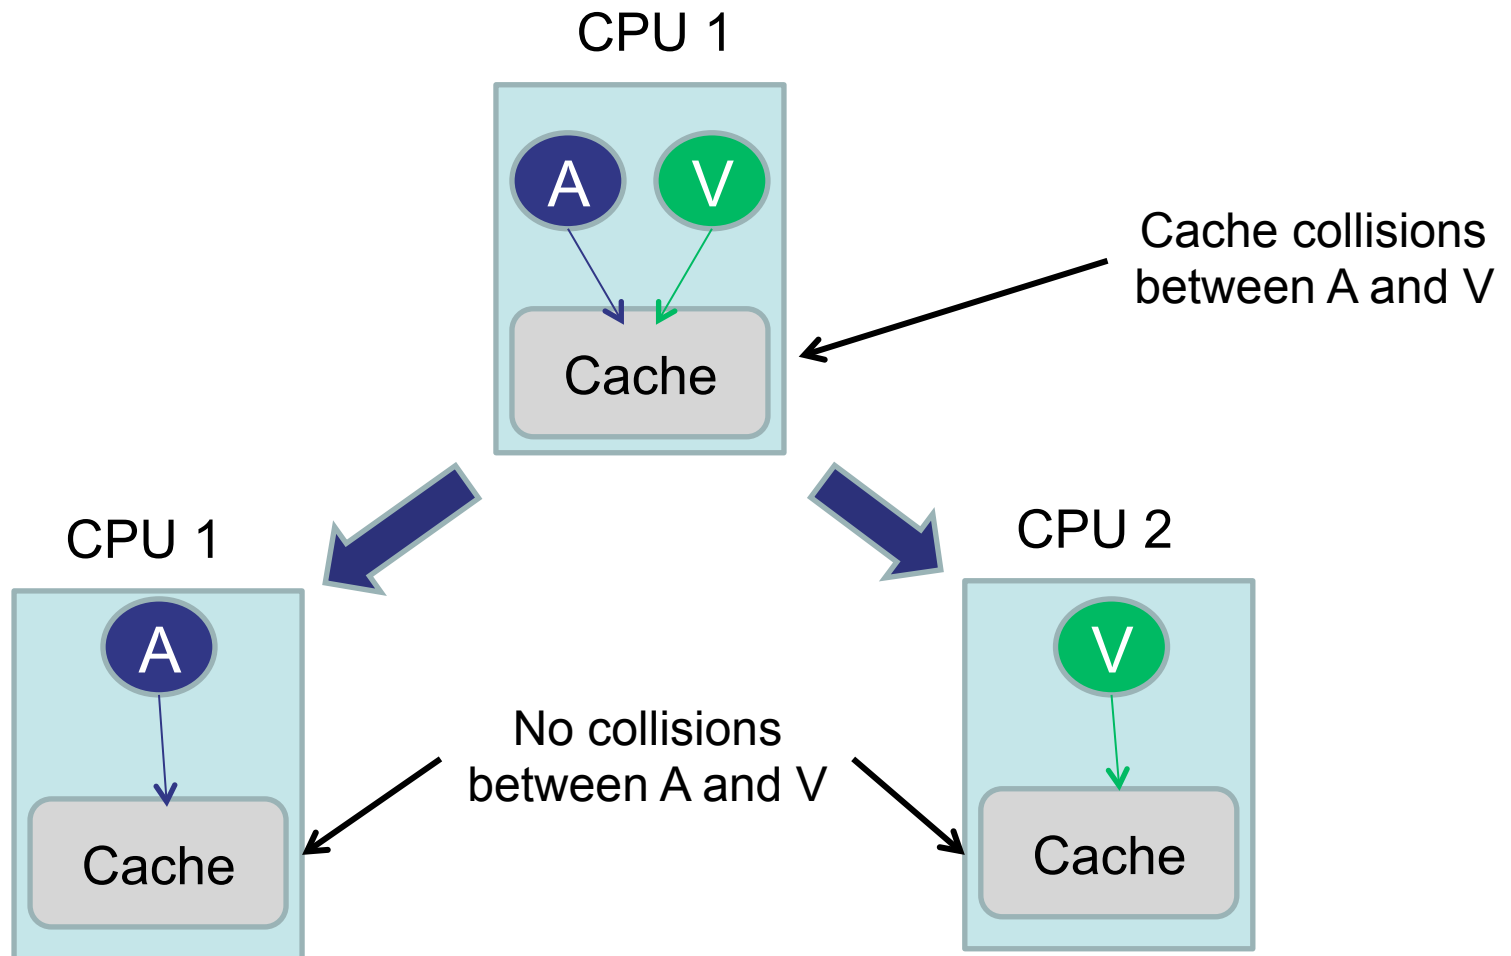 CPU 1
A
V
Cache collisions
between A and V
Cache
CPU 1
CPU 2
A
V
No collisions
between A and V
Cache
Cache